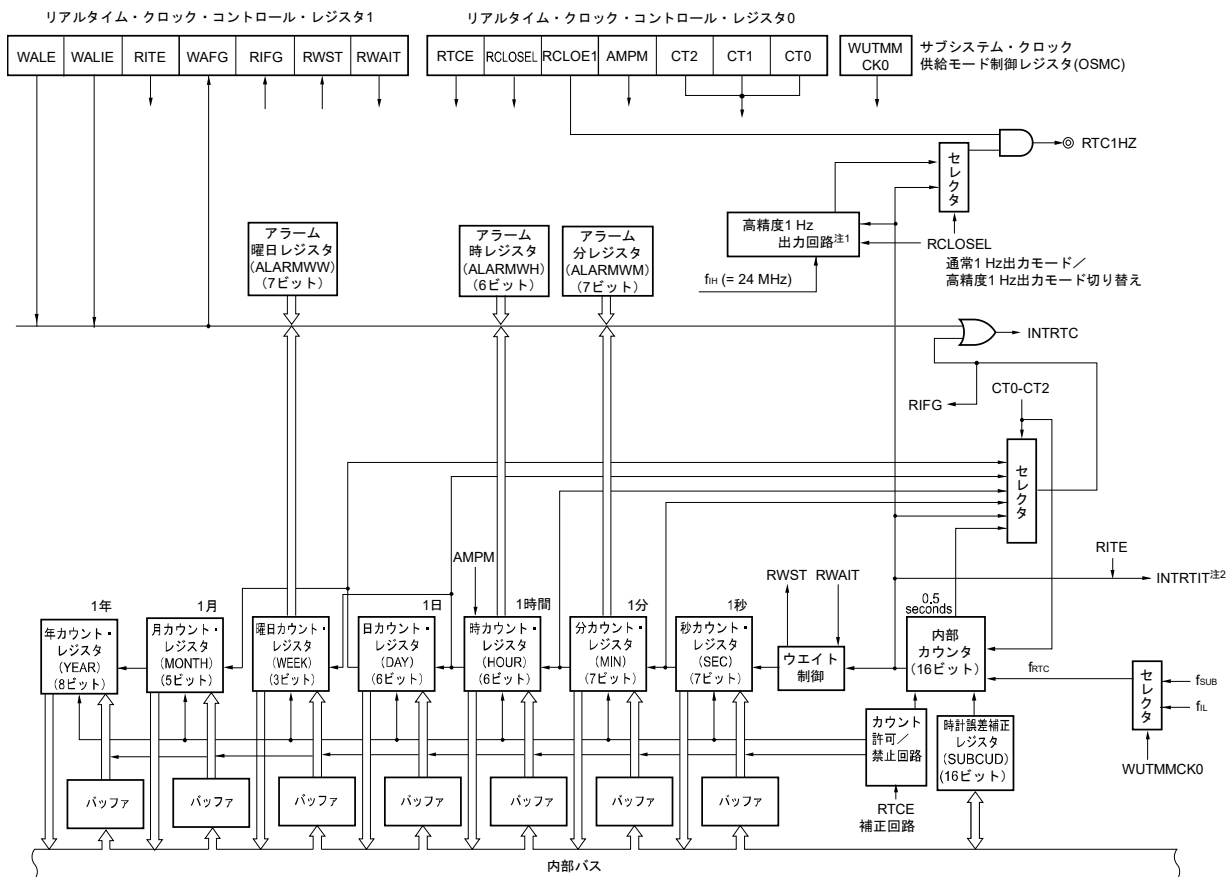 リアルタイム・クロック・コントロール・レジスタ1
リアルタイム・クロック・コントロール・レジスタ0
WALE
WALIE
RITE
WAFG
RIFG
RWST
RWAIT
RTCE
RCLOSEL
RCLOE1
AMPM
CT2
CT1
CT0
WUTMM
CK0
サブシステム・クロック
供給モード制御レジスタ(OSMC)
RTC1HZ
セレクタ
高精度1 Hz
出力回路注1
RCLOSEL
通常1 Hz出力モード／
高精度1 Hz出力モード切り替え
fIH (= 24 MHz)
アラーム
曜日レジスタ
(ALARMWW)
(7ビット)
アラーム
時レジスタ
(ALARMWH)
(6ビット)
アラーム
分レジスタ
(ALARMWM)
(7ビット)
INTRTC
RIFG
CT0-CT2
セレクタ
RITE
INTRTIT注2
AMPM
RWST
RWAIT
1年
1月
1日
1時間
1分
1秒
0.5
seconds
年カウント・
レジスタ
(YEAR)
(8ビット)
月カウント・
レジスタ
(MONTH)
(5ビット)
曜日カウント・
レジスタ
(WEEK)
(3ビット)
日カウント・
レジスタ
(DAY)
(6ビット)
時カウント・
レジスタ
(HOUR)
(6ビット)
分カウント・
レジスタ
(MIN)
(7ビット)
秒カウント・
レジスタ
(SEC)
(7ビット)
ウエイト
制御
内部
カウンタ
(16ビット)
fRTC
セレクタ
fSUB
fIL
WUTMMCK0
カウント
許可／
禁止回路
時計誤差補正
レジスタ
(SUBCUD)
(16ビット)
RTCE
補正回路
バッファ
バッファ
バッファ
バッファ
バッファ
バッファ
バッファ
内部バス